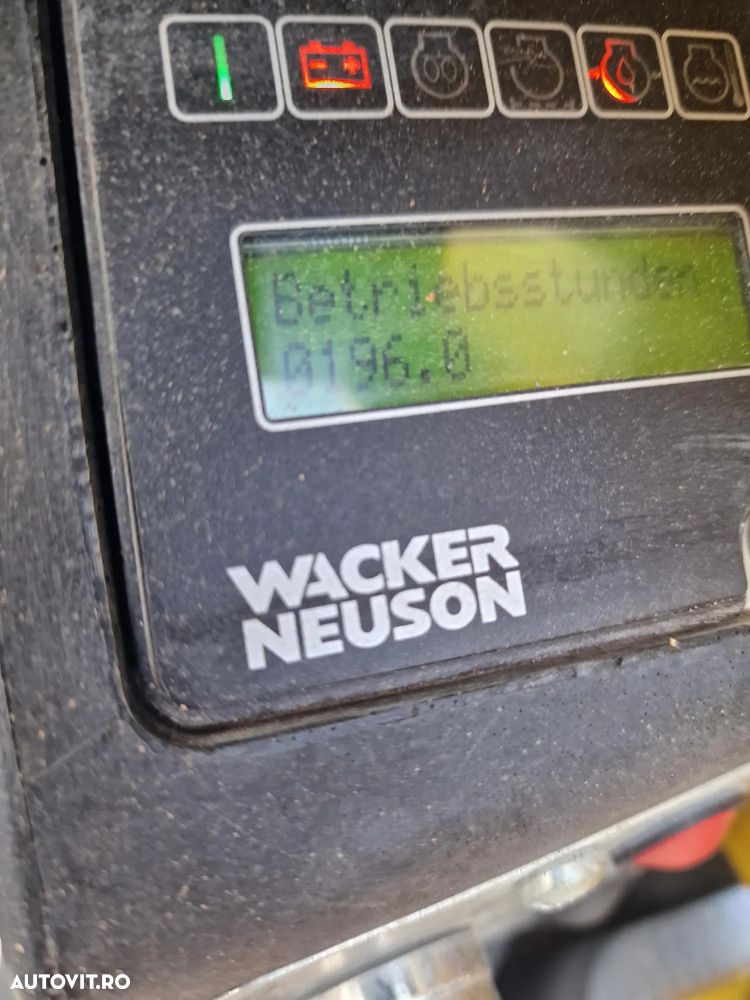 Betriebsstunden
0196.0
WACKER
NEUSON
AUTOVIT.RO